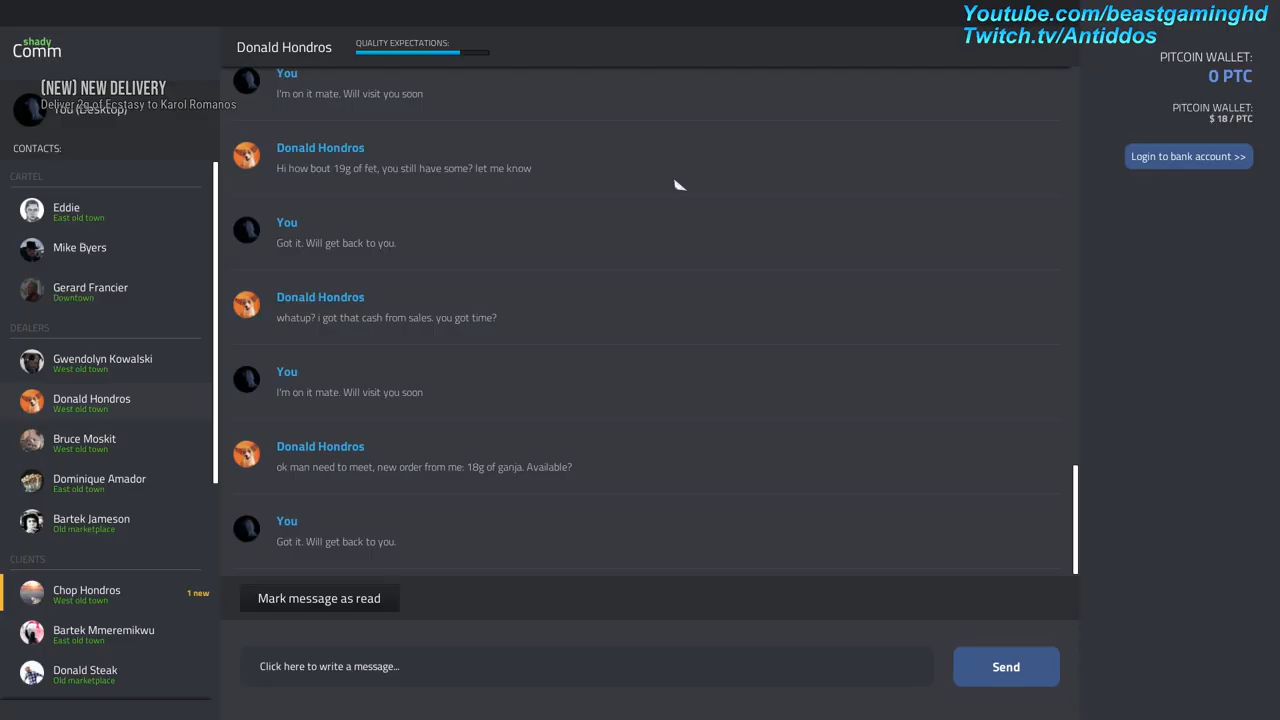 Youtube.com/beastgaminghd
Twitch.tv/Antiddos
shady
Comm
(NEW) NEW DELIVERY
Deliver 2g of Ecstasy to Karol Romanos
You (Desktop)
CONTACTS:
CARTEL
Eddie
East old town
Mike Byers
Gerard Francier
Downtown
DEALERS
Gwendolyn Kowalski
West old town
Donald Hondros
West old town
Bruce Moskit
West old town
Dominique Amador
East old town
Bartek Jameson
Old marketplace
CLIENTS
Chop Hondros
West old town
1 new
Bartek Mmeremikwu
East old town
Donald Steak
Old marketplace
Donald Hondros
QUALITY EXPECTATIONS:
You
I'm on it mate. Will visit you soon
Donald Hondros
Hi how bout 19g of fet, you still have some? let me know
You
Got it. Will get back to you.
Donald Hondros
whatup? i got that cash from sales. you got time?
You
I'm on it mate. Will visit you soon
Donald Hondros
ok man need to meet, new order from me: 18g of ganja. Available?
You
Got it. Will get back to you.
Mark message as read
Click here to write a message...
Send
PITCOIN WALLET:
0 PTC
PITCOIN WALLET:
$ 18 / PTC
Login to bank account >>